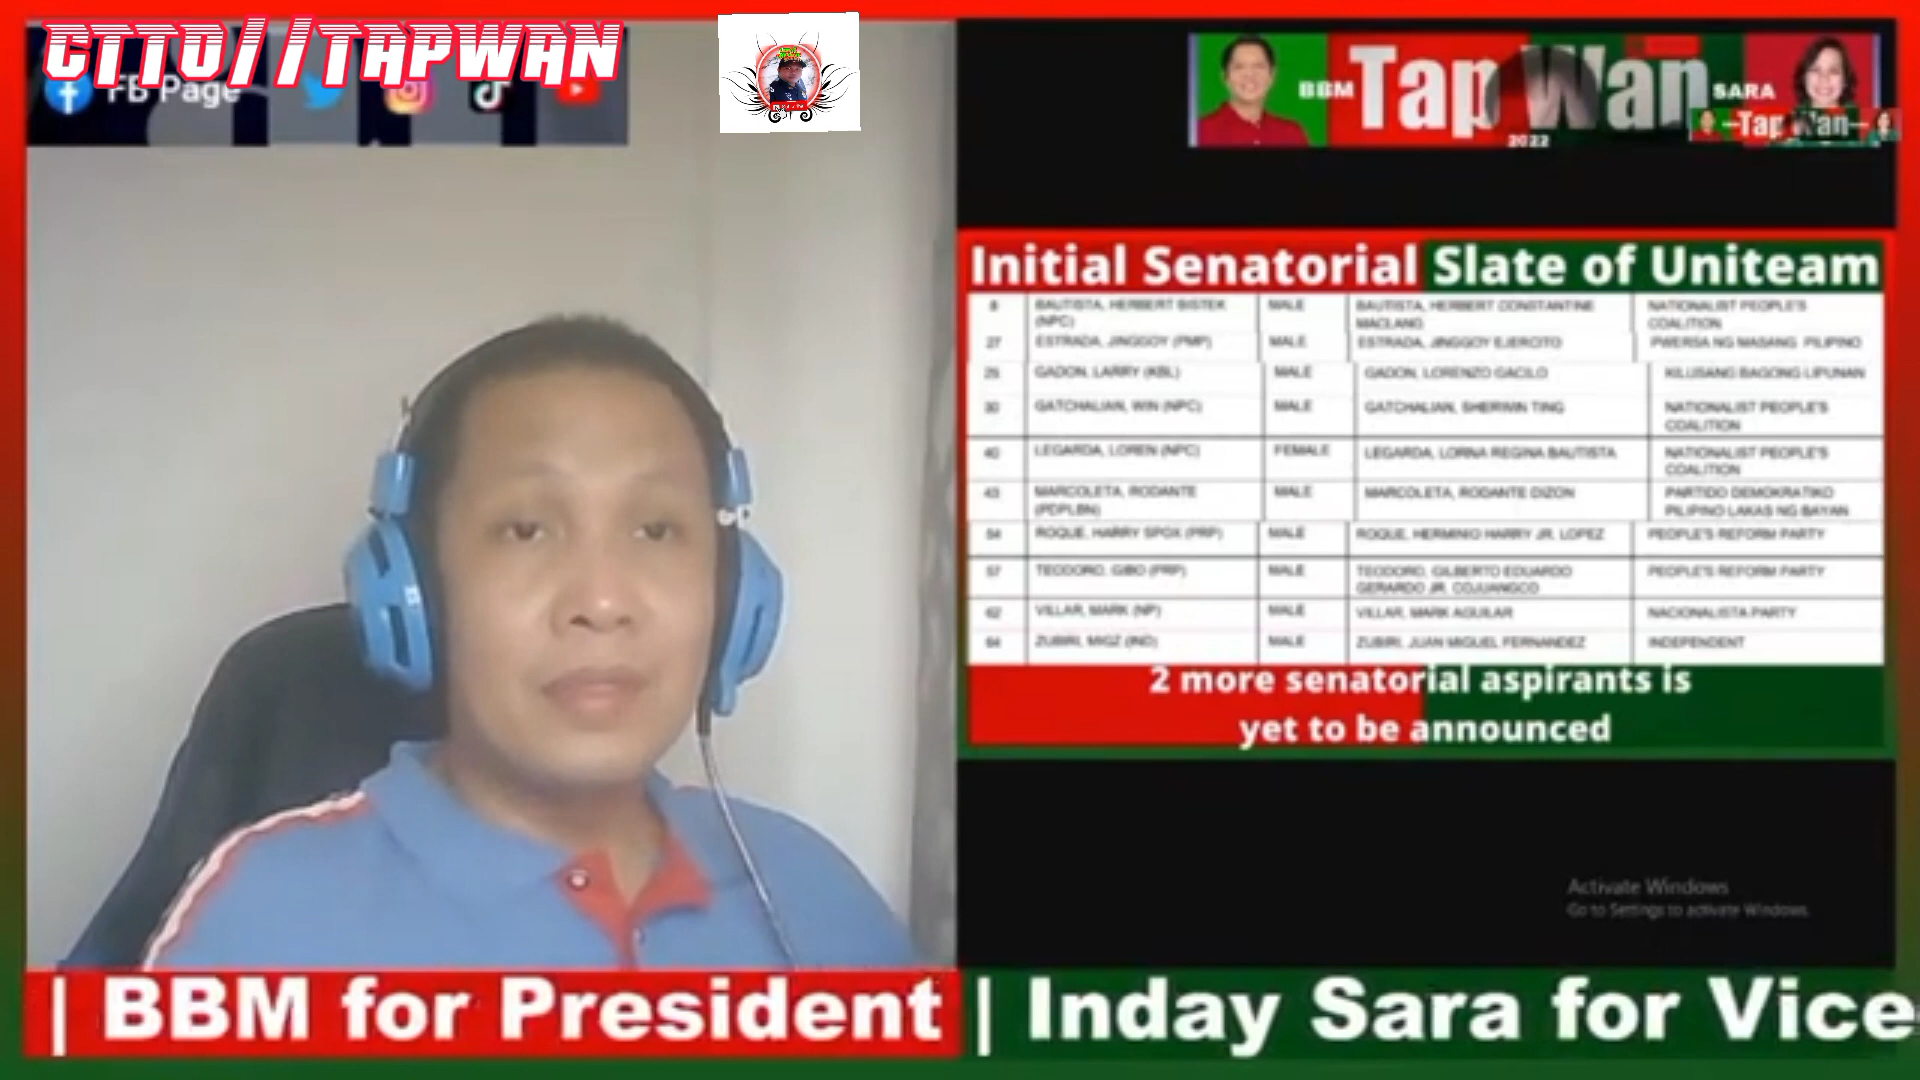 CTTO//TAPWAN
FB Page
BBM Tap Wan SARA
2022
Tap Wan
Initial Senatorial Slate of Uniteam
8 BAUTISTA, HERBERT BISTEK (NPC) MALE BAUTISTA, HERBERT CONSTANTINE MACLANG NATIONALIST PEOPLE'S COALITION
27 ESTRADA, JINGGOY (PMP) MALE ESTRADA, JINGGOY EJERCITO PWERSA NG MASANG PILIPINO
GADON, LARRY (KBL) MALE GADON, LORENZO GACILO KILUSANG BAGONG LIPUNAN
30 GATCHALIAN, WIN (NPC) MALE GATCHALIAN, SHERWIN TING NATIONALIST PEOPLE'S COALITION
40 LEGARDA, LOREN (NPC) FEMALE LEGARDA, LORNA REGINA BAUTISTA NATIONALIST PEOPLE'S COALITION
43 MARCOLETA, RODANTE (PDPLBN) MALE MARCOLETA, RODANTE DIZON PARTIDO DEMOKRATIKO PILIPINO LAKAS NG BAYAN
54 ROQUE, HARRY SPOX (PRP) MALE ROQUE, HERMINIO HARRY JR. LOPEZ PEOPLE'S REFORM PARTY
57 TEODORO, GIBO (PRP) MALE TEODORO, GILBERTO EDUARDO GERARDO JR. COJUANGCO PEOPLE'S REFORM PARTY
62 VILLAR, MARK (NP) MALE VILLAR, MARK AGUILAR NACIONALISTA PARTY
64 ZUBIRI, MIGZ (IND) MALE ZUBIRI, JUAN MIGUEL FERNANDEZ INDEPENDENT
2 more senatorial aspirants is
yet to be announced
Activate Windows
Go to Settings to activate Windows.
| BBM for President | Inday Sara for Vice